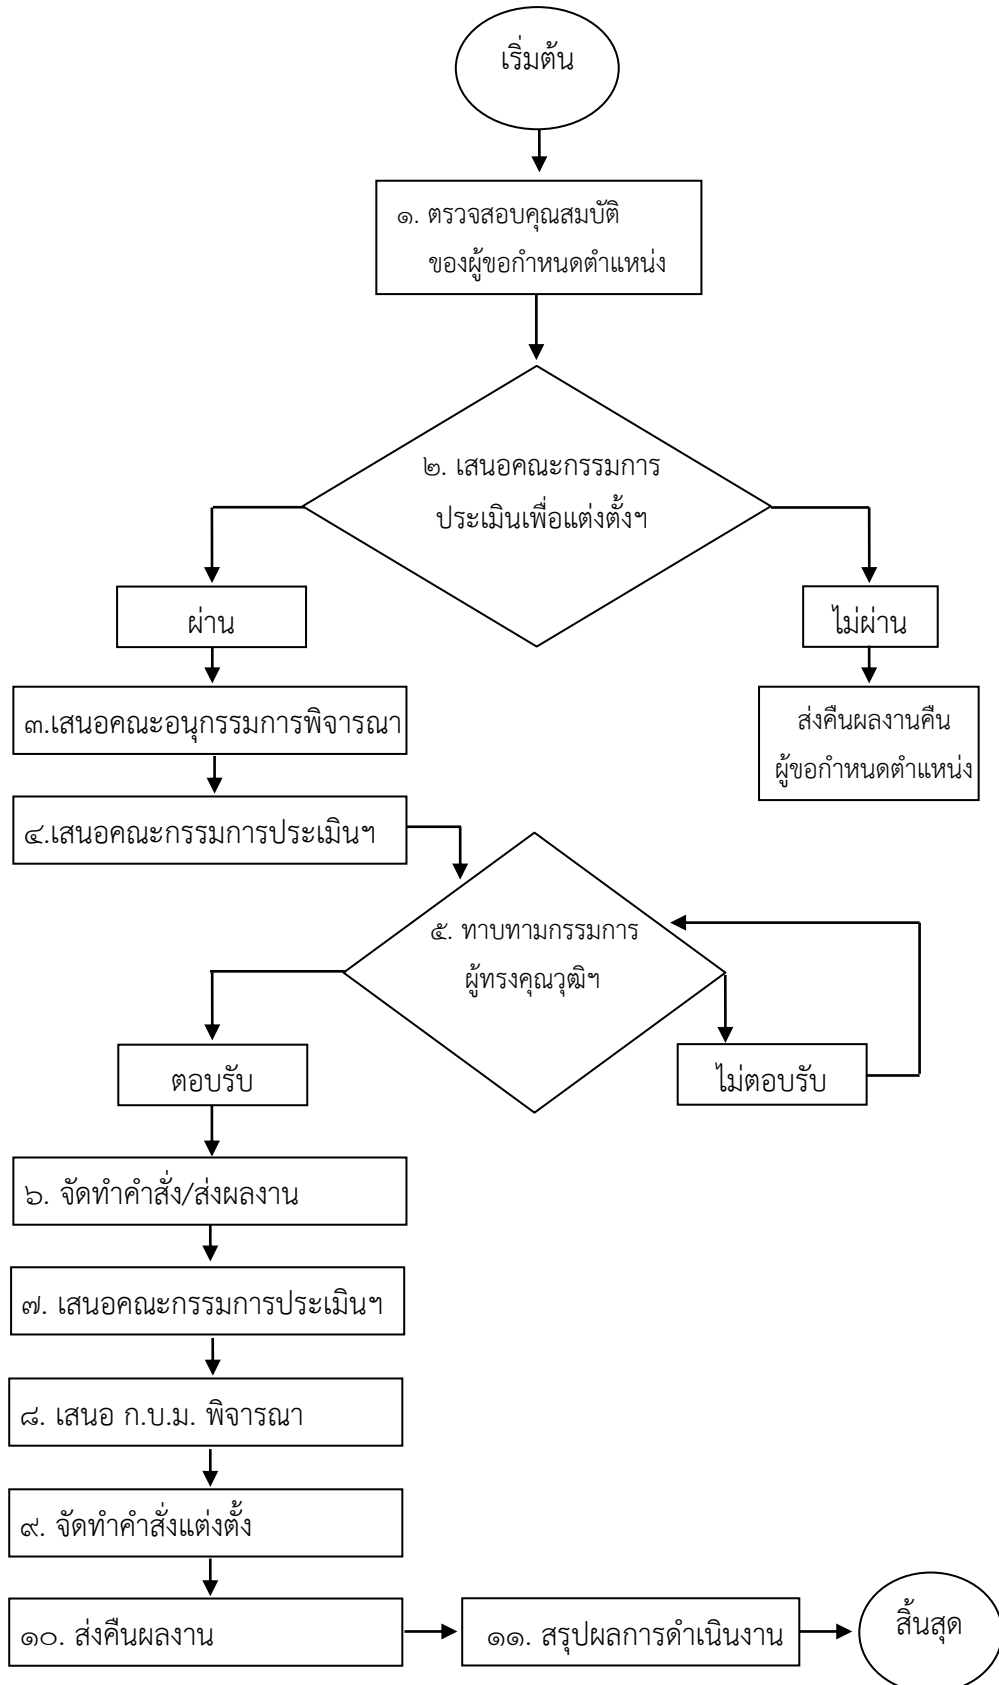 เริ่มต้น
๑. ตรวจสอบคุณสมบัติ
ของผู้ขอกำหนดตำแหน่ง
๒. เสนอคณะกรรมการ
ประเมินเพื่อแต่งตั้งฯ
ผ่าน
ไม่ผ่าน
๓.เสนอคณะอนุกรรมการพิจารณา
ส่งคืนผลงานคืน
ผู้ขอกำหนดตำแหน่ง
๔.เสนอคณะกรรมการประเมินฯ
๕. ทาบทามกรรมการ
ผู้ทรงคุณวุฒิฯ
ตอบรับ
ไม่ตอบรับ
๖. จัดทำคำสั่ง/ส่งผลงาน
๗. เสนอคณะกรรมการประเมินฯ
๘. เสนอ ก.บ.ม. พิจารณา
๙. จัดทำคำสั่งแต่งตั้ง
๑๐. ส่งคืนผลงาน
๑๑. สรุปผลการดำเนินงาน
สิ้นสุด